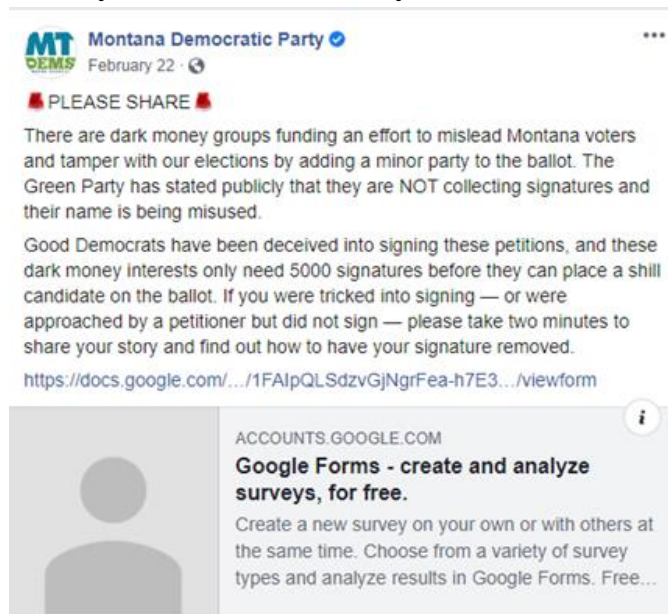 MT
DEMS
Montana Democratic Party
February 22 ·
PLEASE SHARE
There are dark money groups funding an effort to mislead Montana voters
and tamper with our elections by adding a minor party to the ballot. The
Green Party has stated publicly that they are NOT collecting signatures and
their name is being misused.
Good Democrats have been deceived into signing these petitions, and these
dark money interests only need 5000 signatures before they can place a shill
candidate on the ballot. If you were tricked into signing — or were
approached by a petitioner but did not sign — please take two minutes to
share your story and find out how to have your signature removed.
https://docs.google.com/.../1FAIpQLSdzvGjNgrFea-h7E3.../viewform
i
ACCOUNTS.GOOGLE.COM
Google Forms - create and analyze
surveys, for free.
Create a new survey on your own or with others at
the same time. Choose from a variety of survey
types and analyze results in Google Forms. Free...